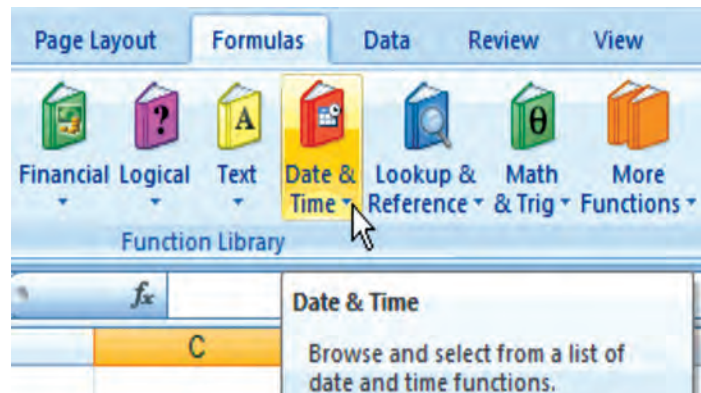 Page Layout Formulas Data Review View
? A θ
Financial Logical Text Date & Lookup & Math More
Time Reference & Trig Functions
Function Library
fx
Date & Time
C
Browse and select from a list of
date and time functions.